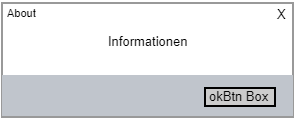 About X
Informationen
okBtn Box